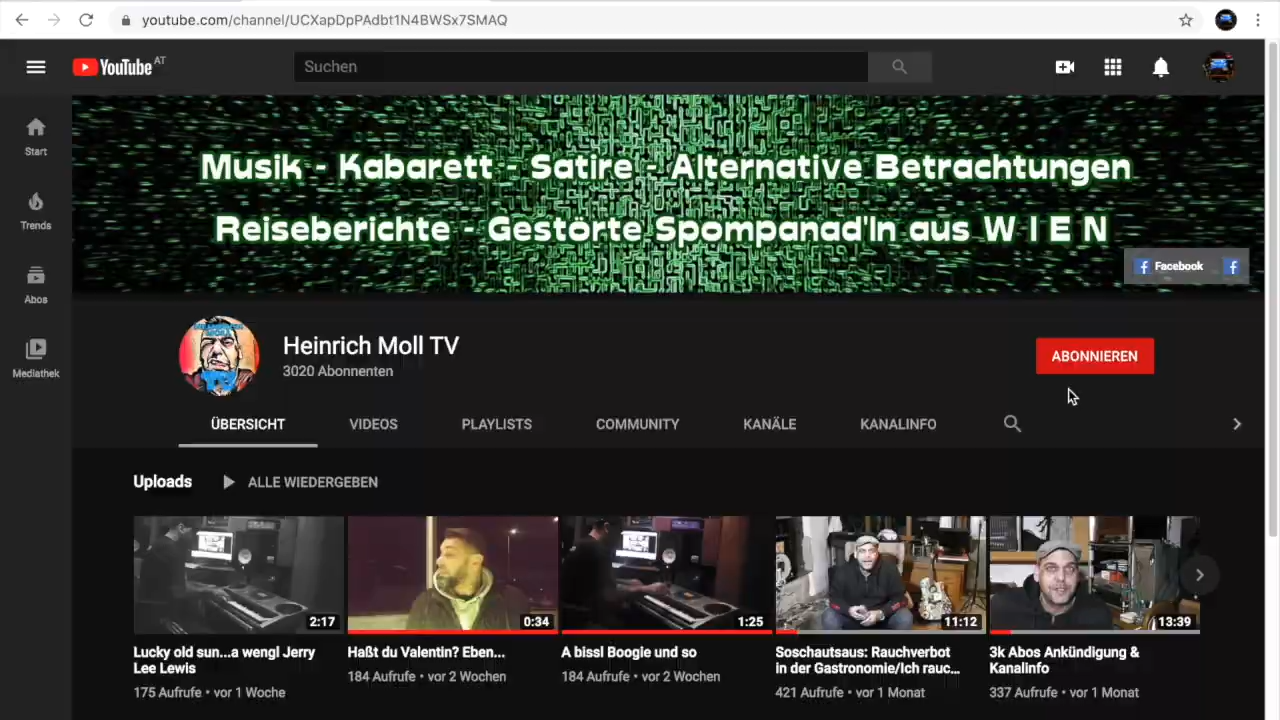 youtube.com/channel/UCXapDpPAdbt1N4BWSx7SMAQ
YouTube AT
Suchen
Start
Trends
Abos
Mediathek
Musik - Kabarett - Satire - Alternative Betrachtungen
Reiseberichte - Gestörte Spompanad'ln aus W I E N
Facebook
Heinrich Moll TV
3020 Abonnenten
ABONNIEREN
ÜBERSICHT VIDEOS PLAYLISTS COMMUNITY KANÄLE KANALINFO
Uploads ALLE WIEDERGEBEN
2:17
Lucky old sun...a wengl Jerry
Lee Lewis
175 Aufrufe • vor 1 Woche
0:34
Haßt du Valentin? Eben...
184 Aufrufe • vor 2 Wochen
1:25
A bissl Boogie und so
184 Aufrufe • vor 2 Wochen
11:12
Soschautsaus: Rauchverbot
in der Gastronomie/Ich rauc...
421 Aufrufe • vor 1 Monat
13:39
3k Abos Ankündigung &
Kanalinfo
337 Aufrufe • vor 1 Monat